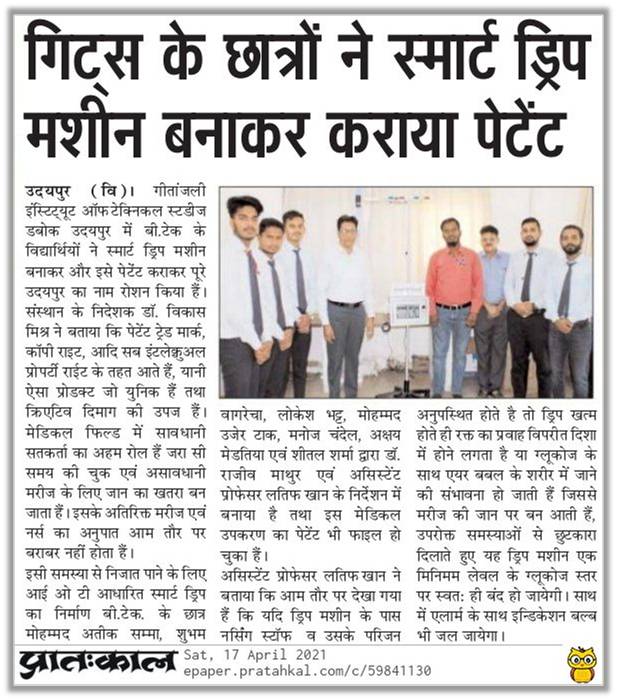 गिट्स के छात्रों ने स्मार्ट ड्रिप
मशीन बनाकर कराया पेटेंट
उदयपुर (वि)। गीतांजली
इंस्टिट्यूट ऑफ टेक्निकल स्टडीज
डबोक उदयपुर में बी.टेक के
विद्यार्थियों ने स्मार्ट ड्रिप मशीन
बनाकर और इसे पेटेंट कराकर पूरे
उदयपुर का नाम रोशन किया हैं।
संस्थान के निदेशक डॉ. विकास
मिश्र ने बताया कि पेटेंट ट्रेड मार्क,
कॉपी राइट, आदि सब इंटलेक्चुअल
प्रोपर्टी राईट के तहत आते हैं, यानी
ऐसा प्रोडक्ट जो युनिक हैं तथा
क्रिएटिव दिमाग की उपज हैं।
मेडिकल फिल्ड में सावधानी
सतकर्ता का अहम रोल हैं जरा सी
समय की चुक एवं असावधानी
मरीज के लिए जान का खतरा बन
जाता हैं। इसके अतिरिक्त मरीज एवं
नर्स का अनुपात आम तौर पर
बराबर नहीं होता हैं।
इसी समस्या से निजात पाने के लिए
आई ओ टी आधारित स्मार्ट ड्रिप
का निर्माण बी.टेक. के छात्र
मोहम्मद अतीक सम्मा, शुभम
वागरेचा, लोकेश भट्ट, मोहम्मद
उजेर टाक, मनोज चंदेल, अक्षय
मेडतिया एवं शीतल शर्मा द्वारा डॉ.
राजीव माथुर एवं असिस्टेंट
प्रोफेसर लतिफ खान के निर्देशन में
बनाया है तथा इस मेडिकल
उपकरण का पेटेंट भी फाइल हो
चुका हैं।
असिस्टेंट प्रोफेसर लतिफ खान ने
बताया कि आम तौर पर देखा गया
हैं कि यदि ड्रिप मशीन के पास
नर्सिंग स्टॉफ व उसके परिजन
अनुपस्थित होते है तो ड्रिप खत्म
होते ही रक्त का प्रवाह विपरीत दिशा
में होने लगता है या ग्लूकोज के
साथ एयर बबल के शरीर में जाने
की संभावना हो जाती हैं जिससे
मरीज की जान पर बन आती हैं,
उपरोक्त समस्याओं से छुटकारा
दिलाते हुए यह ड्रिप मशीन एक
मिनिमम लेवल के ग्लूकोज स्तर
पर स्वत: ही बंद हो जायेगी। साथ
में एलार्म के साथ इन्डिकेशन बल्ब
भी जल जायेगा।
प्रातःकाल Sat, 17 April 2021
epaper.pratahkal.com/c/59841130